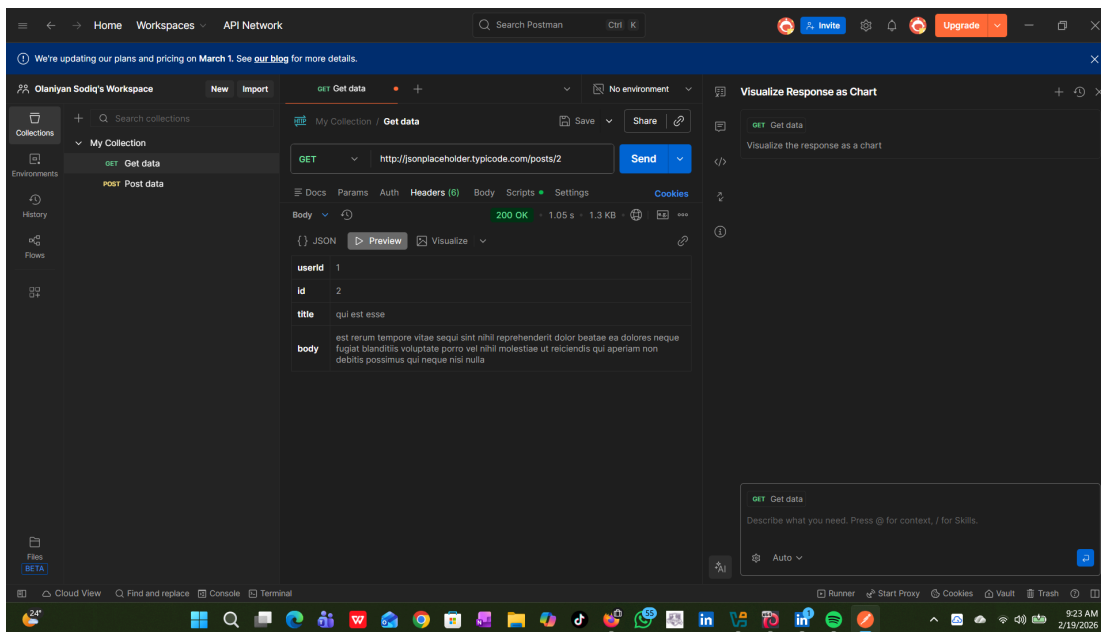 Home Workspaces API Network Search Postman Ctrl K Invite Upgrade
We're updating our plans and pricing on March 1. See our blog for more details.
Olaniyan Sodiq's Workspace New Import GET Get data No environment Visualize Response as Chart
Collections Search collections HTTP My Collection / Get data Save Share GET Get data
My Collection Visualize the response as a chart
GET Get data GET http://jsonplaceholder.typicode.com/posts/2 Send
Environments
POST Post data
Docs Params Auth Headers (6) Body Scripts Settings Cookies
History Body 200 OK 1.05 s 1.3 KB e.g.
{ } JSON Preview Visualize
Flows
userId 1
id 2
title qui est esse
body est rerum tempore vitae sequi sint nihil reprehenderit dolor beatae ea dolores neque
fugiat blanditiis voluptate porro vel nihil molestiae ut reiciendis qui aperiam non
debitis possimus qui neque nisi nulla
GET Get data
Describe what you need. Press @ for context, / for Skills.
Files
BETA
Auto
AI
Cloud View Find and replace Console Terminal Runner Start Proxy Cookies Vault Trash
24° 55 1 9:23 AM
2/19/2026